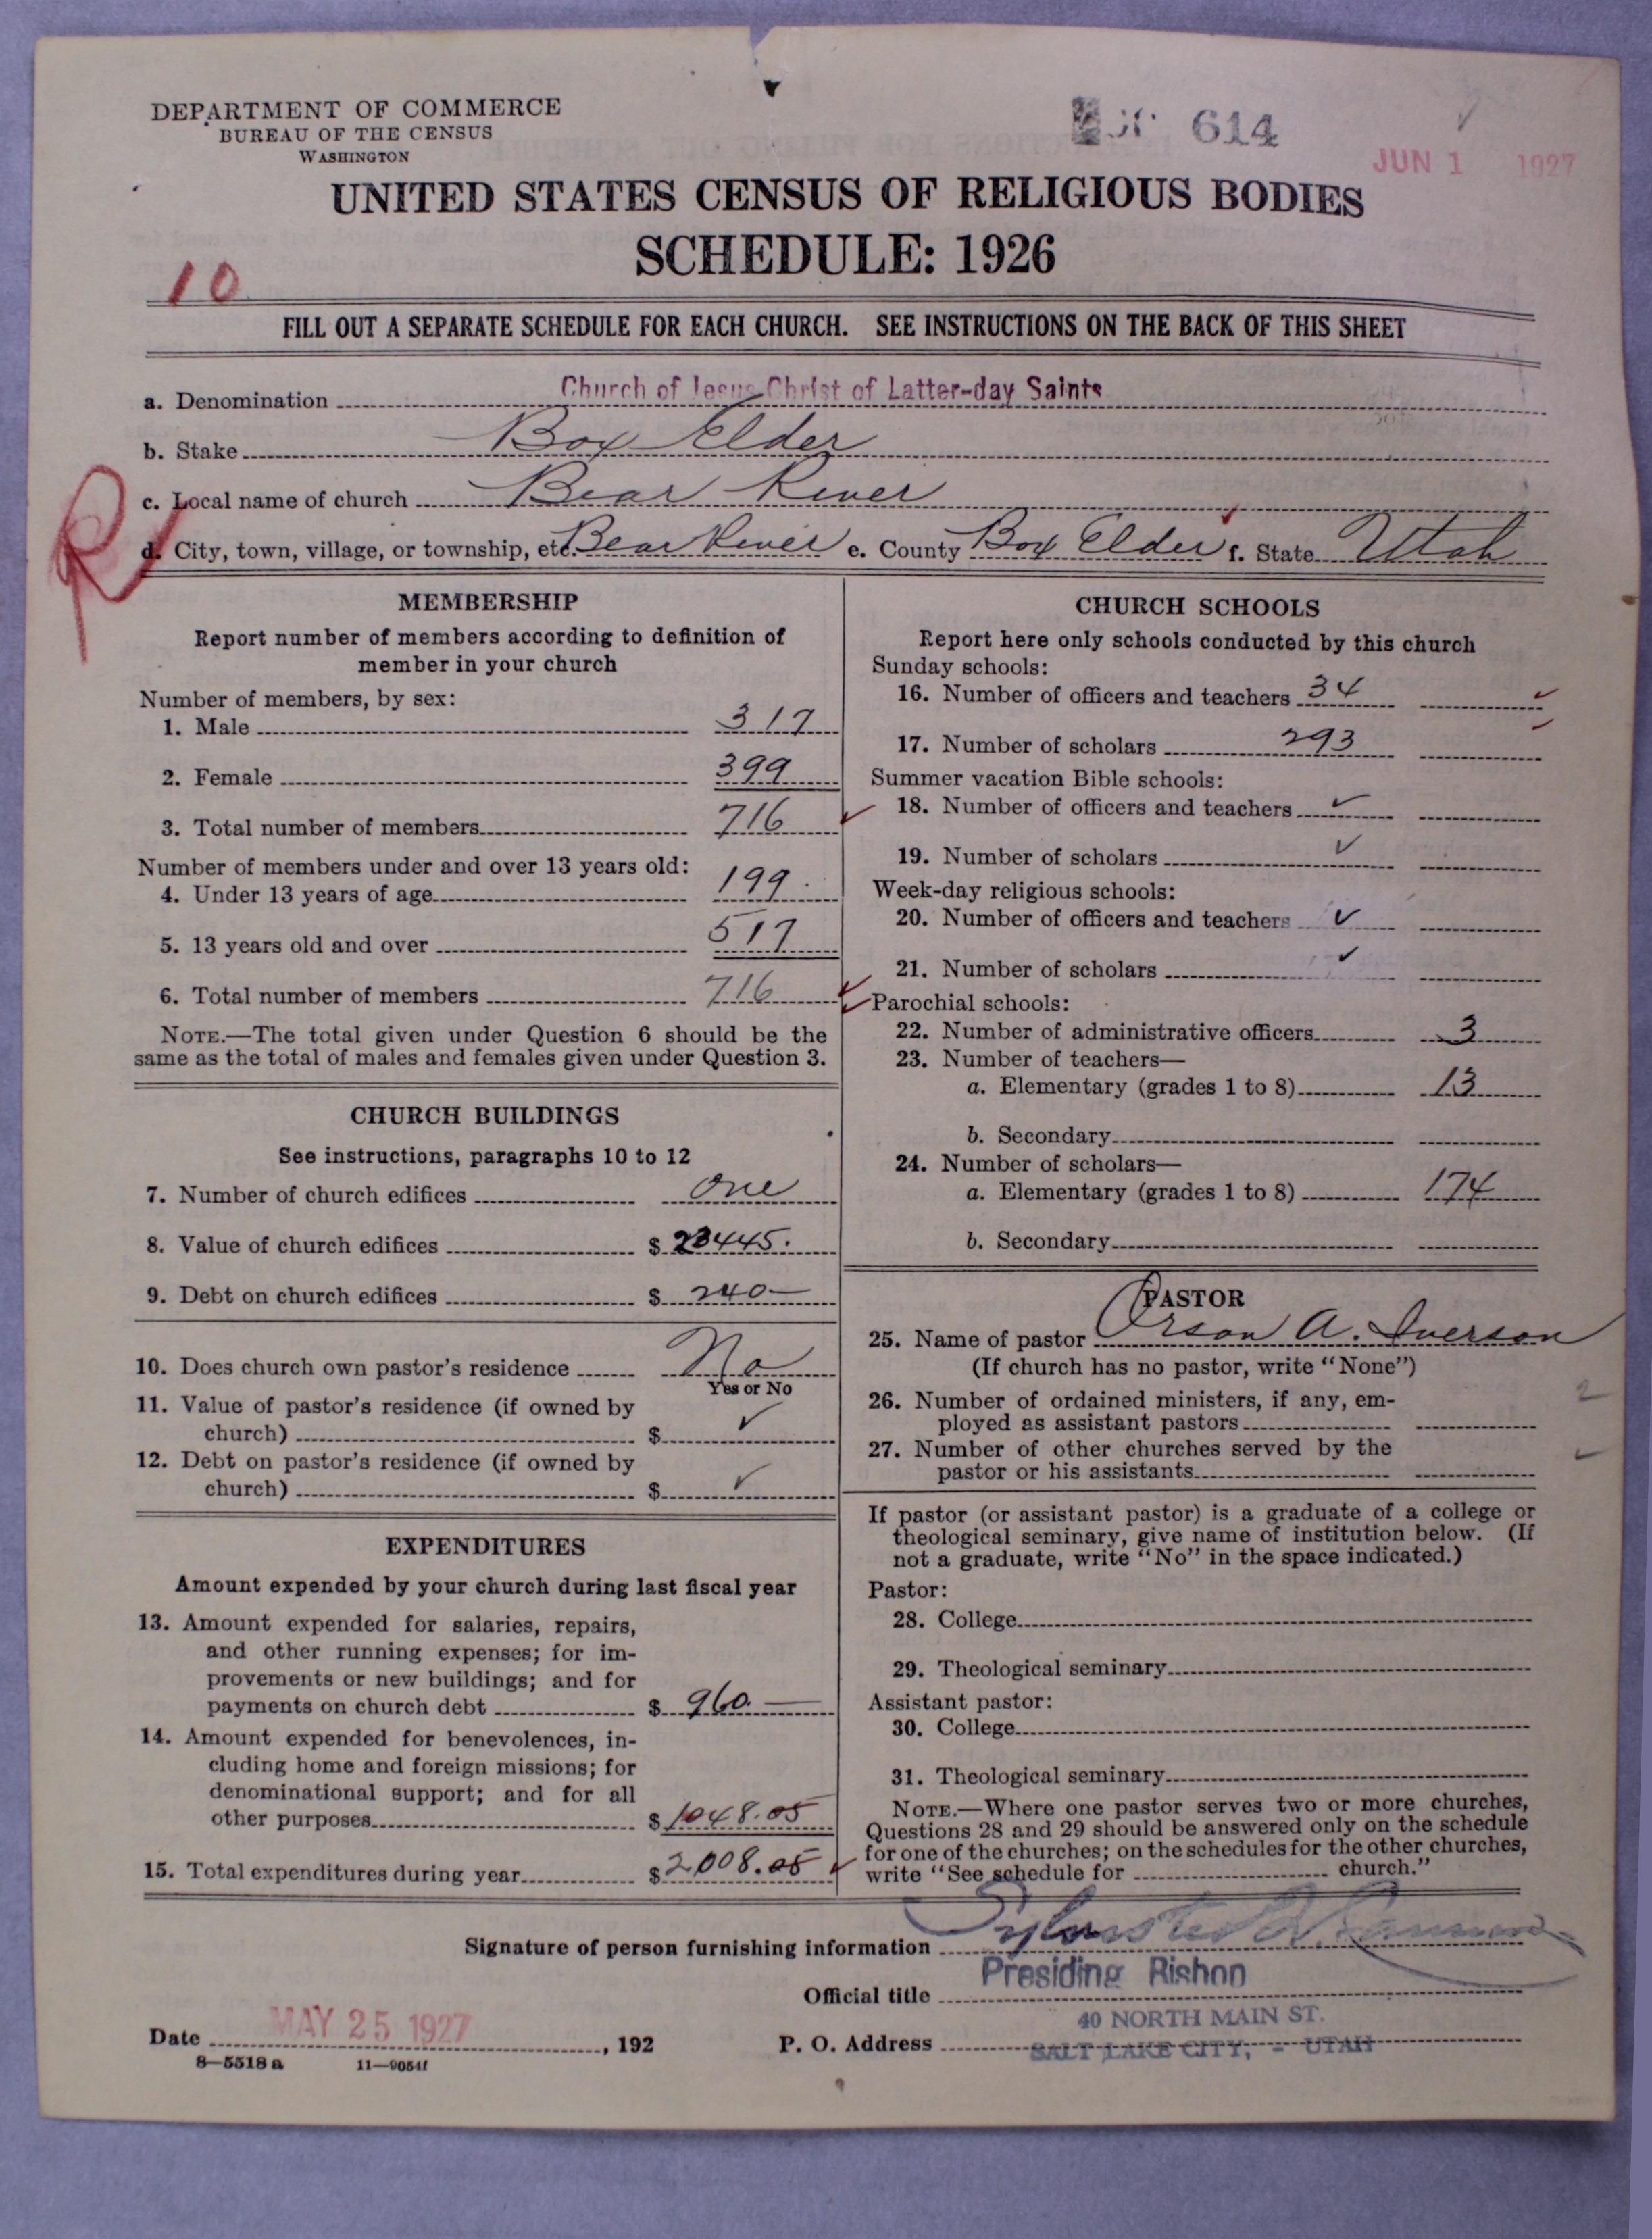 DEPARTMENT OF COMMERCE
BUREAU OF THE CENSUS
WASHINGTON
614
JUN 1 1927
UNITED STATES CENSUS OF RELIGIOUS BODIES
SCHEDULE: 1926
10
FILL OUT A SEPARATE SCHEDULE FOR EACH CHURCH. SEE INSTRUCTIONS ON THE BACK OF THIS SHEET
a. Denomination Church of Jesus Christ of Latter-day Saints
b. Stake Box Elder
c. Local name of church Bear River
R
d. City, town, village, or township, etc. Bear River e. County Box Elder f. State Utah
MEMBERSHIP
Report number of members according to definition of
member in your church
Number of members, by sex:
1. Male 317
2. Female 399
3. Total number of members 716 ✓
Number of members under and over 13 years old:
4. Under 13 years of age 199
5. 13 years old and over 517
6. Total number of members 716 ✓
NOTE.—The total given under Question 6 should be the
same as the total of males and females given under Question 3.
CHURCH BUILDINGS
See instructions, paragraphs 10 to 12
7. Number of church edifices One
8. Value of church edifices $ 23445.
9. Debt on church edifices $ 240—
10. Does church own pastor's residence No
Yes or No
11. Value of pastor's residence (if owned by
church) $ ✓
12. Debt on pastor's residence (if owned by
church) $ ✓
EXPENDITURES
Amount expended by your church during last fiscal year
13. Amount expended for salaries, repairs,
and other running expenses; for im-
provements or new buildings; and for
payments on church debt $ 960.—
14. Amount expended for benevolences, in-
cluding home and foreign missions; for
denominational support; and for all
other purposes $ 1048.05
15. Total expenditures during year $ 2008.05 ✓
CHURCH SCHOOLS
Report here only schools conducted by this church
Sunday schools:
16. Number of officers and teachers 34 ✓
17. Number of scholars 293 ✓
Summer vacation Bible schools:
18. Number of officers and teachers ✓
19. Number of scholars ✓
Week-day religious schools:
20. Number of officers and teachers ✓
21. Number of scholars ✓
✓ Parochial schools:
22. Number of administrative officers 3
23. Number of teachers—
a. Elementary (grades 1 to 8) 13
b. Secondary
24. Number of scholars—
a. Elementary (grades 1 to 8) 174
b. Secondary
PASTOR
25. Name of pastor Orson A. Iverson
(If church has no pastor, write "None")
26. Number of ordained ministers, if any, em- 2
ployed as assistant pastors
27. Number of other churches served by the ✓
pastor or his assistants
If pastor (or assistant pastor) is a graduate of a college or
theological seminary, give name of institution below. (If
not a graduate, write "No" in the space indicated.)
Pastor:
28. College
29. Theological seminary
Assistant pastor:
30. College
31. Theological seminary
NOTE.—Where one pastor serves two or more churches,
Questions 28 and 29 should be answered only on the schedule
for one of the churches; on the schedules for the other churches,
write "See schedule for church."
Signature of person furnishing information Sylvester Q. Cannon
Official title Presiding Bishop
Date MAY 25 1927, 192
P. O. Address 40 NORTH MAIN ST.
SALT LAKE CITY, - UTAH
8—5518 a 11—9054f